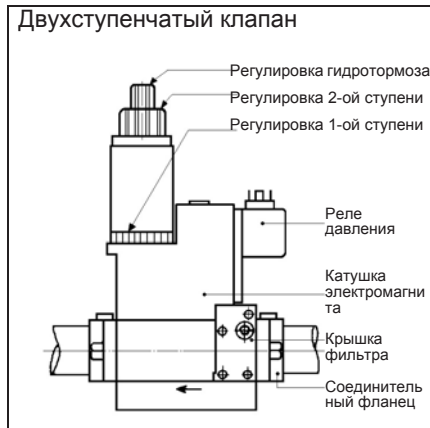 Двухступенчатый клапан
Регулировка гидротормоза
Регулировка 2-ой ступени
Регулировка 1-ой ступени
Реле
давления
Катушка
электромагни
та
Крышка
фильтра
Соединитель
ный фланец